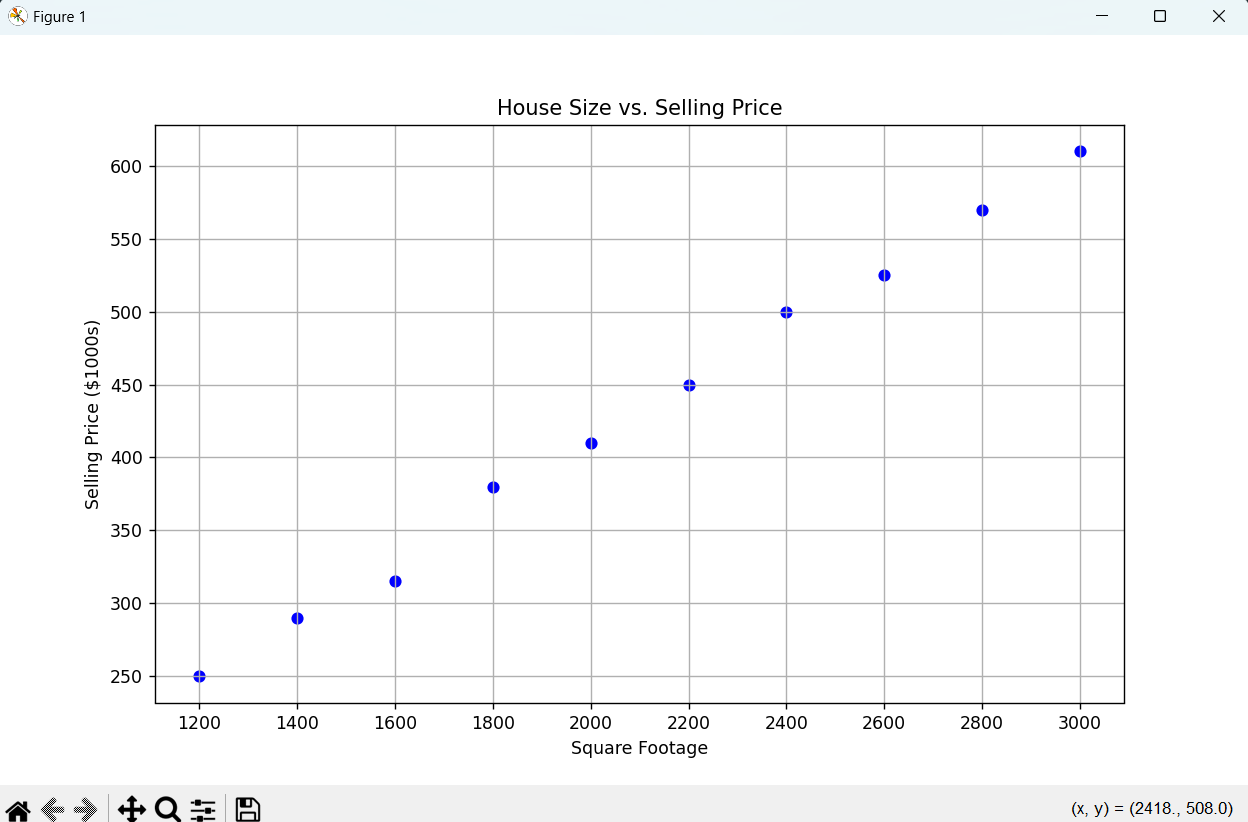 Figure 1
House Size vs. Selling Price
Selling Price ($1000s)
600
550
500
450
400
350
300
250
1200 1400 1600 1800 2000 2200 2400 2600 2800 3000
Square Footage
(x, y) = (2418., 508.0)